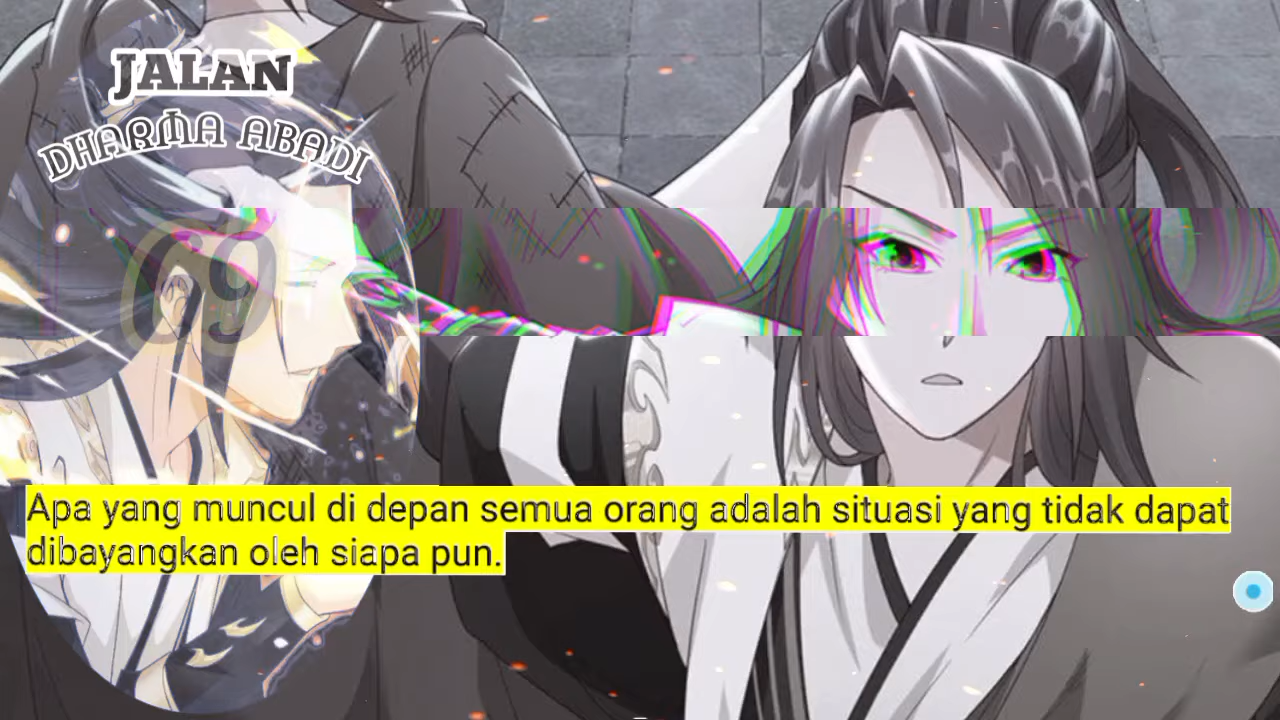 JALAN
DHARMA ABADI
69
Apa yang muncul di depan semua orang adalah situasi yang tidak dapat
dibayangkan oleh siapa pun.